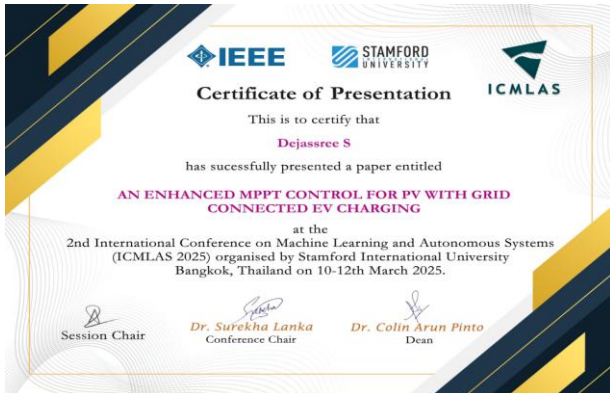 IEEE
STAMFORD
INTERNATIONAL
UNIVERSITY
ICMLAS
Certificate of Presentation
This is to certify that
Dejassree S
has sucessfully presented a paper entitled
AN ENHANCED MPPT CONTROL FOR PV WITH GRID
CONNECTED EV CHARGING
at the
2nd International Conference on Machine Learning and Autonomous Systems
(ICMLAS 2025) organised by Stamford International University
Bangkok, Thailand on 10-12th March 2025.
Session Chair
Dr. Surekha Lanka
Conference Chair
Dr. Colin Arun Pinto
Dean